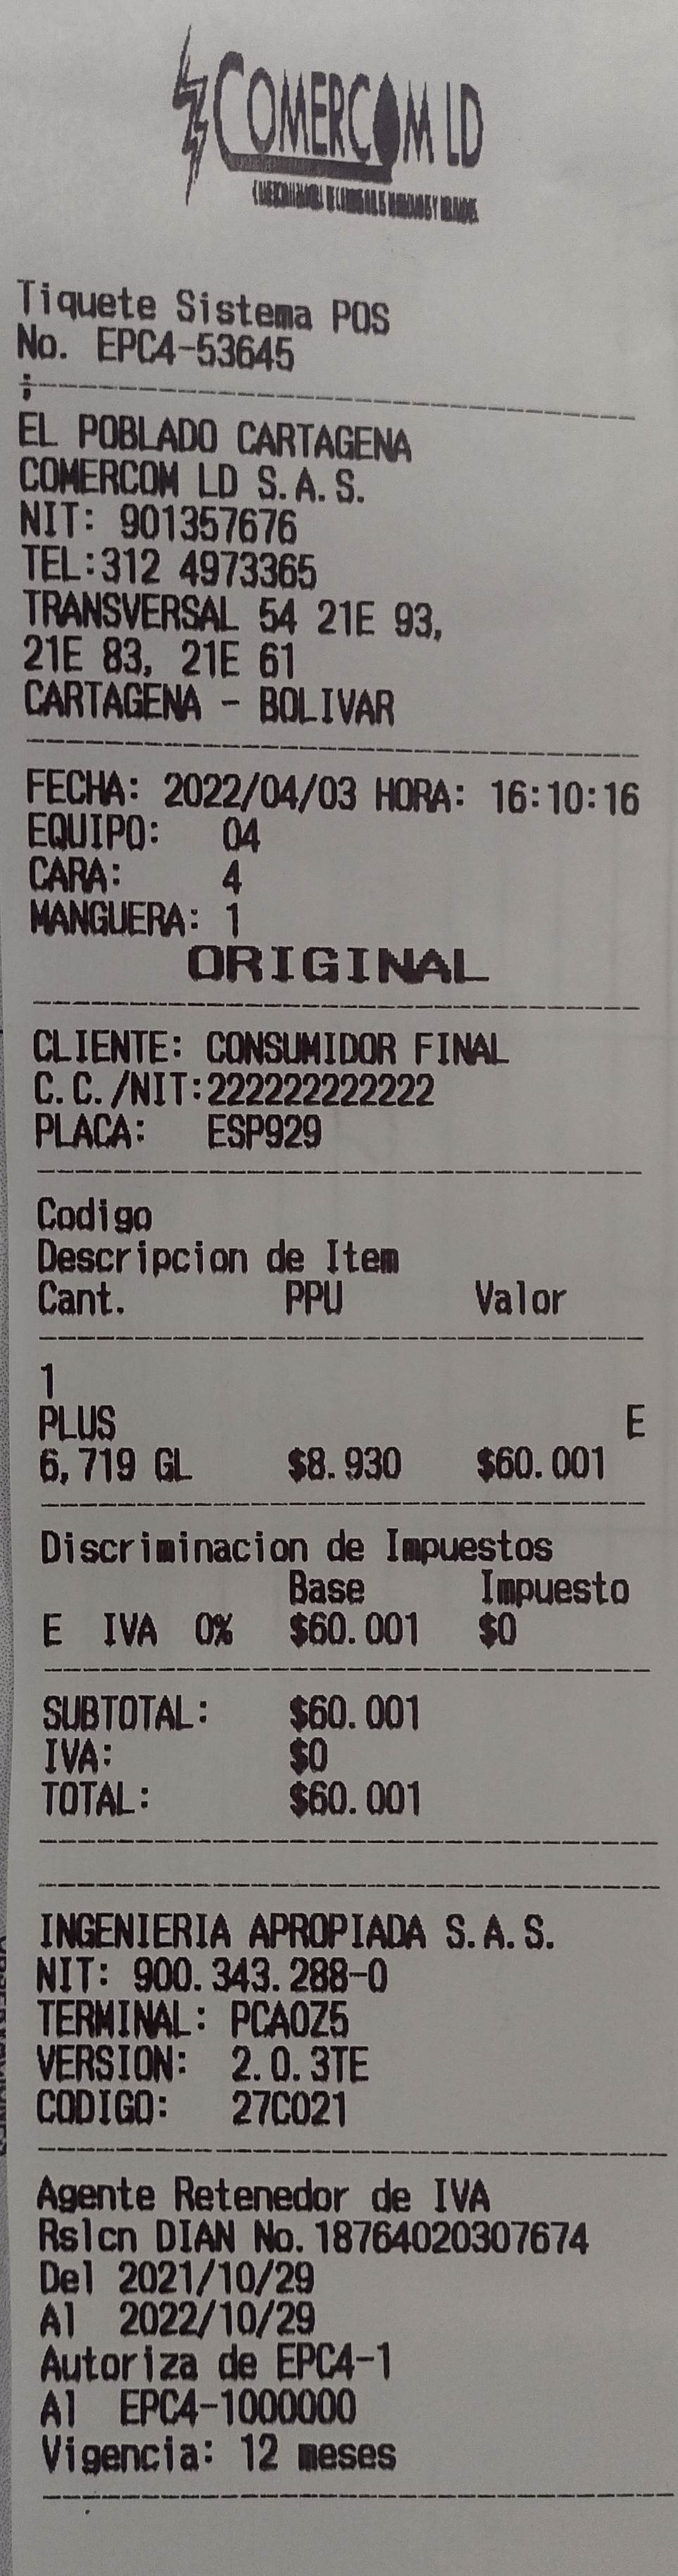 COMERCOM LD
Tiquete Sistema POS
No. EPC4-53645
;
EL POBLADO CARTAGENA
COMERCOM LD S.A.S.
NIT: 901357676
TEL:312 4973365
TRANSVERSAL 54 21E 93,
21E 83, 21E 61
CARTAGENA - BOLIVAR
FECHA: 2022/04/03 HORA: 16:10:16
EQUIPO: 04
CARA: 4
MANGUERA: 1
ORIGINAL
CLIENTE: CONSUMIDOR FINAL
C.C./NIT:222222222222
PLACA: ESP929
Codigo
Descripcion de Item
Cant. PPU Valor
1
PLUS E
6,719 GL $8.930 $60.001
Discriminacion de Impuestos
Base Impuesto
E IVA 0% $60.001 $0
SUBTOTAL: $60.001
IVA: $0
TOTAL: $60.001
INGENIERIA APROPIADA S.A.S.
NIT: 900.343.288-0
TERMINAL: PCA0Z5
VERSION: 2.0.3TE
CODIGO: 27C021
Agente Retenedor de IVA
Rslcn DIAN No.18764020307674
Del 2021/10/29
Al 2022/10/29
Autoriza de EPC4-1
Al EPC4-1000000
Vigencia: 12 meses